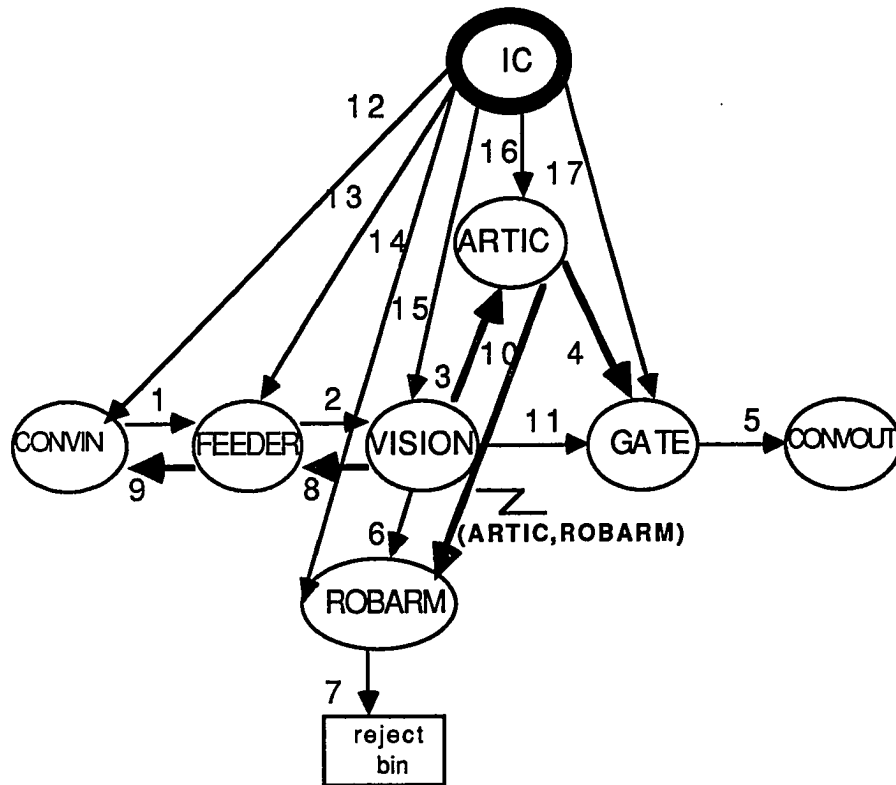 IC
12
16
17
13
14
ARTIC
15
10
4
3
1
2
11
5
CONVIN
FEEDER
VISION
GATE
CONVOUT
9
8
6
(ARTIC,ROBARM)
ROBARM
7
reject
bin